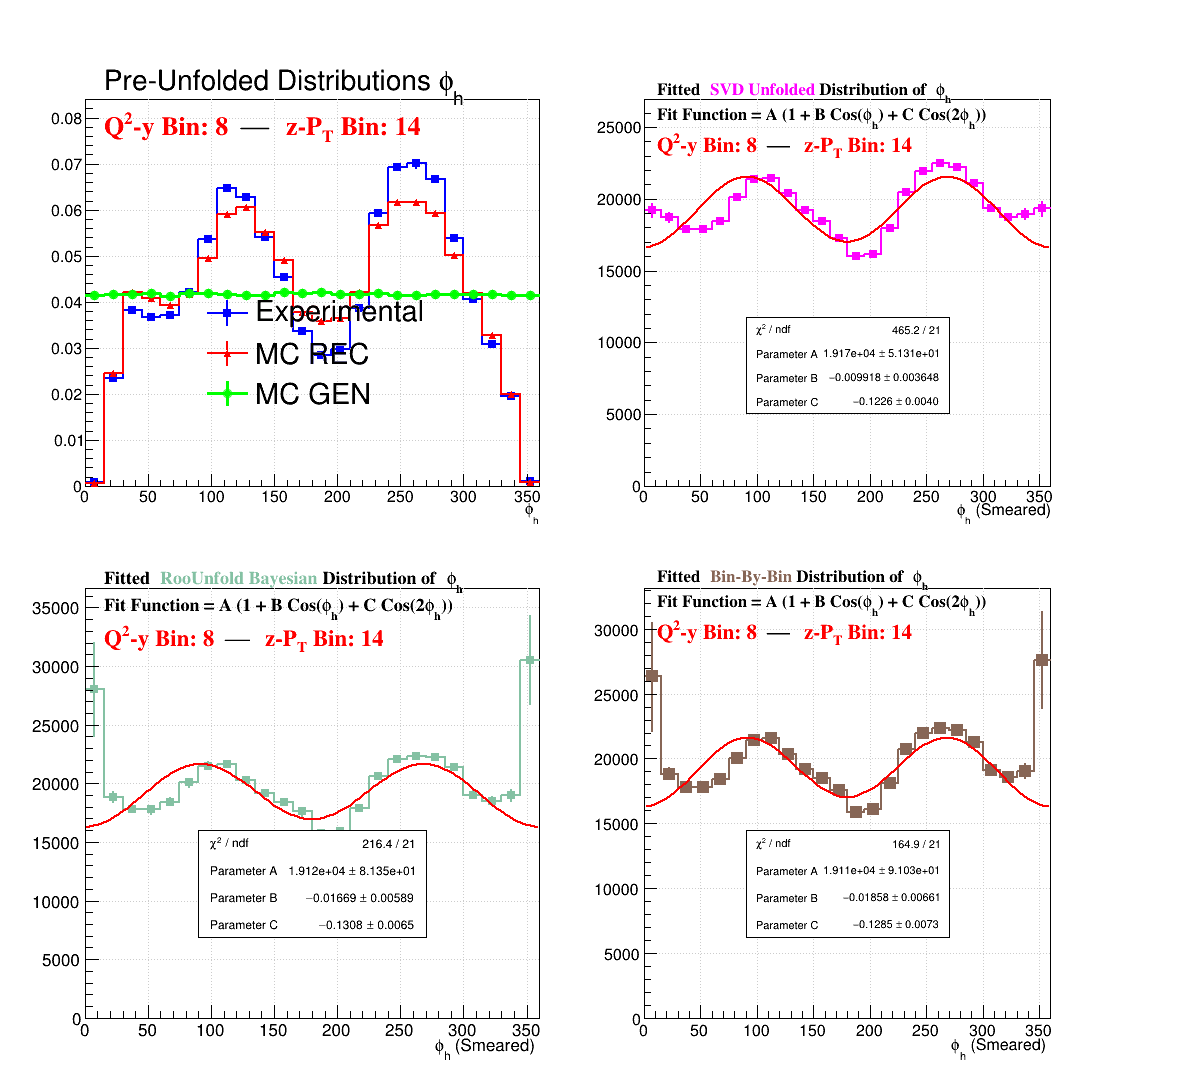 Pre-Unfolded Distributions ϕh
Q²-y Bin: 8 — z-PT Bin: 14
0.08
0.07
0.06
0.05
0.04
0.03
0.02
0.01
0
Experimental
MC REC
MC GEN
0 50 100 150 200 250 300 350
ϕh
Fitted SVD Unfolded Distribution of ϕh
Fit Function = A (1 + B Cos(ϕh) + C Cos(2ϕh))
Q²-y Bin: 8 — z-PT Bin: 14
25000
20000
15000
10000
5000
0
χ² / ndf 465.2 / 21
Parameter A 1.917e+04 ± 5.131e+01
Parameter B −0.009918 ± 0.003648
Parameter C −0.1226 ± 0.0040
0 50 100 150 200 250 300 350
ϕh (Smeared)
Fitted RooUnfold Bayesian Distribution of ϕh
Fit Function = A (1 + B Cos(ϕh) + C Cos(2ϕh))
Q²-y Bin: 8 — z-PT Bin: 14
35000
30000
25000
20000
15000
10000
5000
0
χ² / ndf 216.4 / 21
Parameter A 1.912e+04 ± 8.135e+01
Parameter B −0.01669 ± 0.00589
Parameter C −0.1308 ± 0.0065
0 50 100 150 200 250 300 350
ϕh (Smeared)
Fitted Bin-By-Bin Distribution of ϕh
Fit Function = A (1 + B Cos(ϕh) + C Cos(2ϕh))
Q²-y Bin: 8 — z-PT Bin: 14
30000
25000
20000
15000
10000
5000
0
χ² / ndf 164.9 / 21
Parameter A 1.911e+04 ± 9.103e+01
Parameter B −0.01858 ± 0.00661
Parameter C −0.1285 ± 0.0073
0 50 100 150 200 250 300 350
ϕh (Smeared)